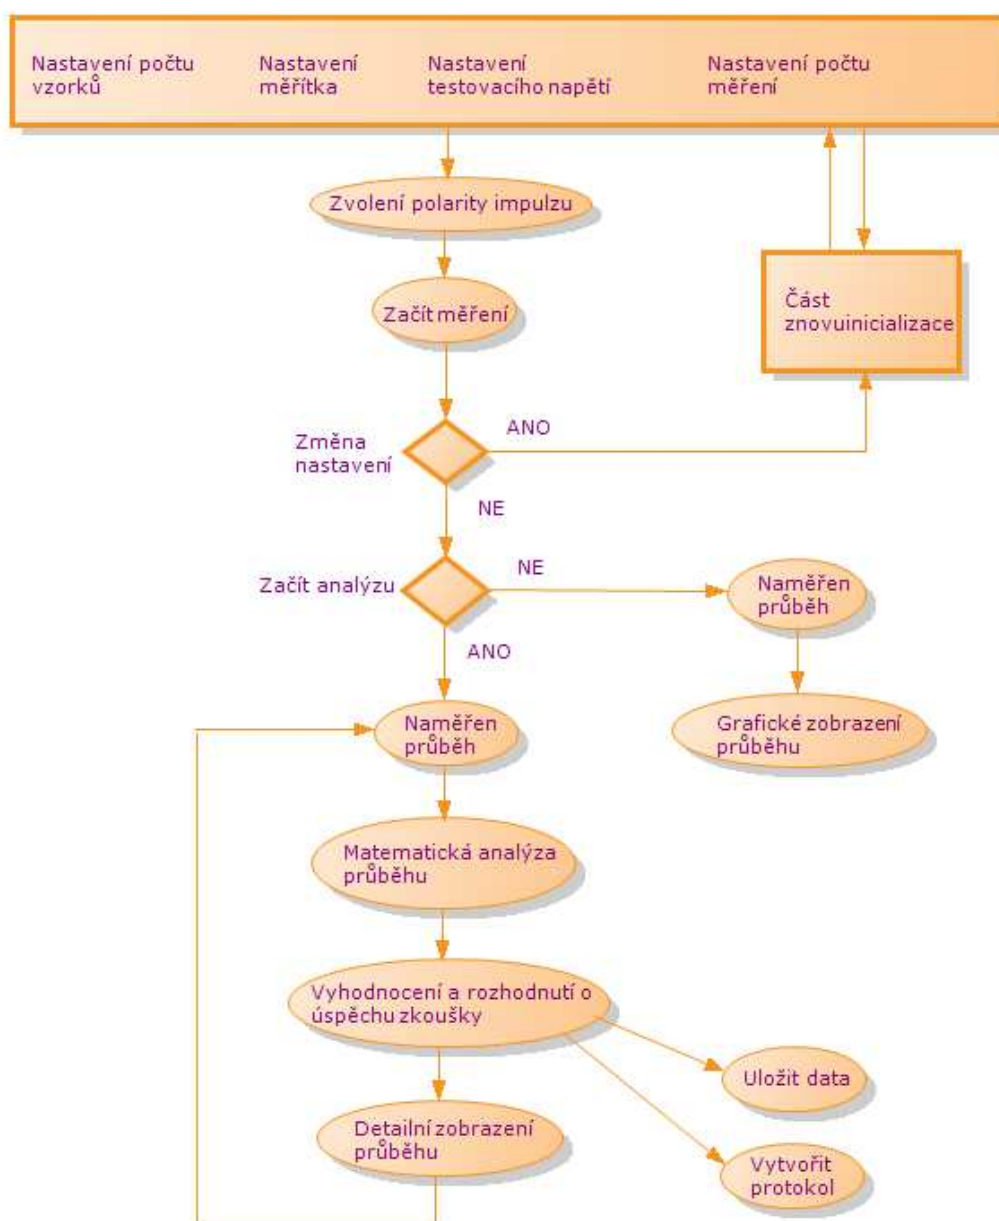 Nastavení počtu
vzorků
Nastavení
měřítka
Nastavení
testovacího napětí
Nastavení počtu
měření
Zvolení polarity impulzu
Začít měření
Část
znovuinicializace
Změna
nastavení
ANO
NE
Začít analýzu
NE
Naměřen
průběh
ANO
Naměřen
průběh
Grafické zobrazení
průběhu
Matematická analýza
průběhu
Vyhodnocení a rozhodnutí o
úspěchu zkoušky
Uložit data
Detailní zobrazení
průběhu
Vytvořit
protokol